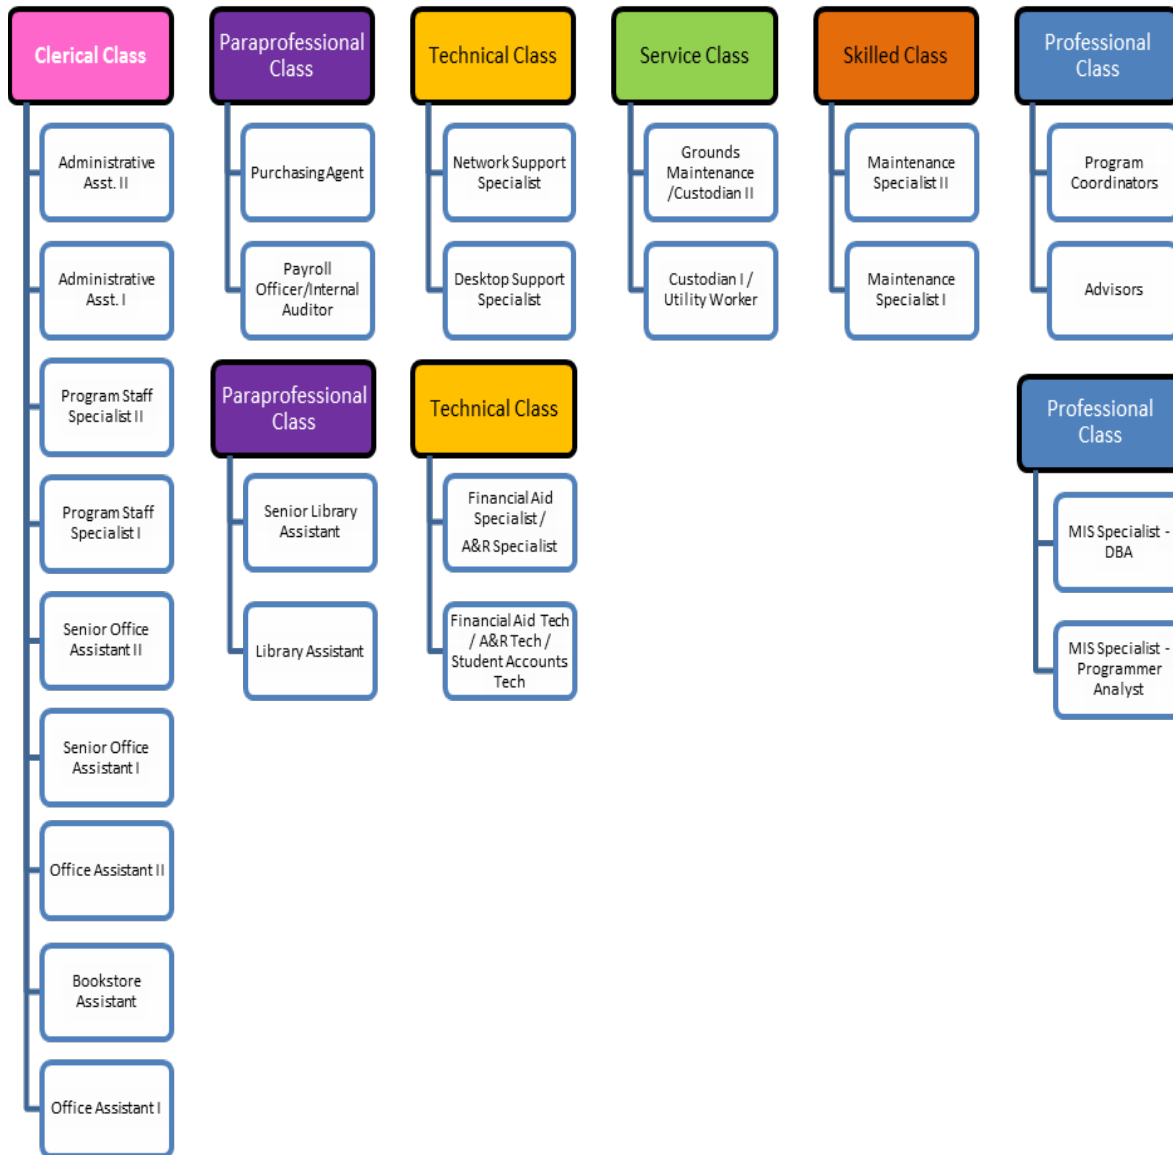 Clerical Class
Administrative
Asst. II
Administrative
Asst. I
Program Staff
Specialist II
Program Staff
Specialist I
Senior Office
Assistant II
Senior Office
Assistant I
Office Assistant II
Bookstore
Assistant
Office Assistant I
Paraprofessional
Class
Purchasing Agent
Payroll
Officer/Internal
Auditor
Paraprofessional
Class
Senior Library
Assistant
Library Assistant
Technical Class
Network Support
Specialist
Desktop Support
Specialist
Technical Class
Financial Aid
Specialist /
A&R Specialist
Financial Aid Tech
/ A&R Tech /
Student Accounts
Tech
Service Class
Grounds
Maintenance
/Custodian II
Custodian I /
Utility Worker
Skilled Class
Maintenance
Specialist II
Maintenance
Specialist I
Professional
Class
Program
Coordinators
Advisors
Professional
Class
MIS Specialist -
DBA
MIS Specialist -
Programmer
Analyst